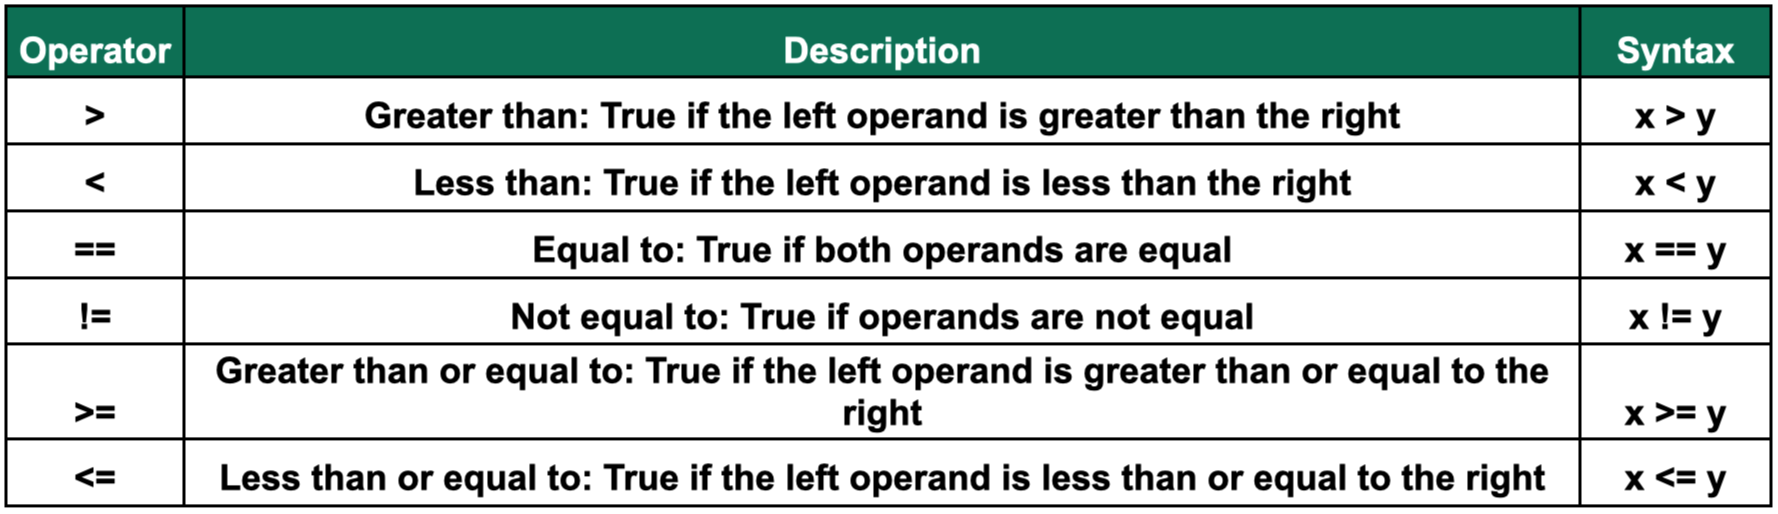 Operator Description Syntax
> Greater than: True if the left operand is greater than the right x > y
< Less than: True if the left operand is less than the right x < y
== Equal to: True if both operands are equal x == y
!= Not equal to: True if operands are not equal x != y
Greater than or equal to: True if the left operand is greater than or equal to the
>= right x >= y
<= Less than or equal to: True if the left operand is less than or equal to the right x <= y